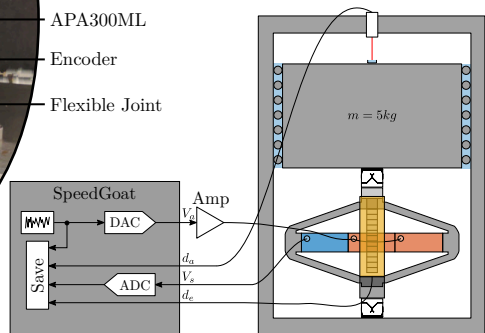 APA300ML
Encoder
Flexible Joint
m = 5kg
SpeedGoat
Amp
DAC
V_a
Save
d_a
ADC
V_s
d_e